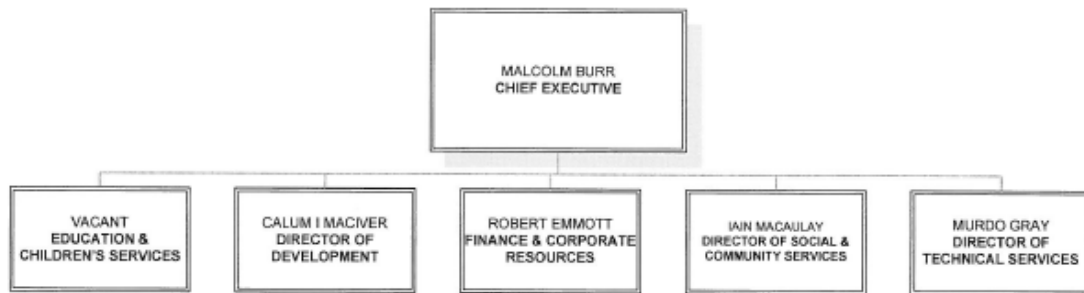 MALCOLM BURR
CHIEF EXECUTIVE
VACANT
EDUCATION &
CHILDREN'S SERVICES
CALUM I MACIVER
DIRECTOR OF
DEVELOPMENT
ROBERT EMMOTT
FINANCE & CORPORATE
RESOURCES
IAIN MACAULAY
DIRECTOR OF SOCIAL &
COMMUNITY SERVICES
MURDO GRAY
DIRECTOR OF
TECHNICAL SERVICES